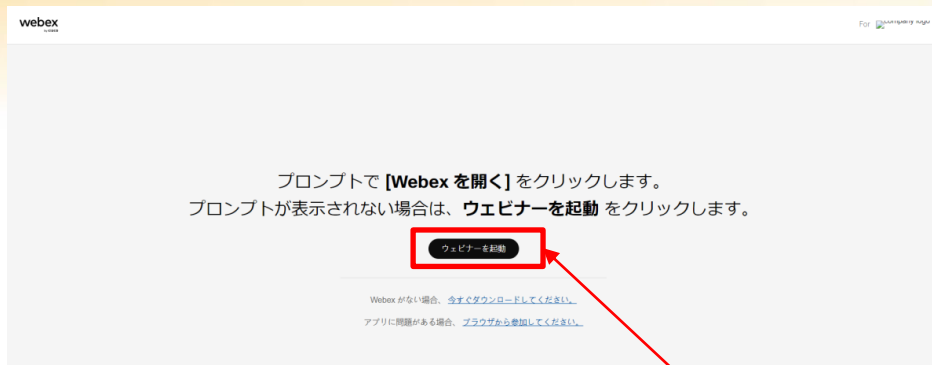 webex
by CISCO
For company logo
プロンプトで [Webex を開く] をクリックします。
プロンプトが表示されない場合は、ウェビナーを起動 をクリックします。
ウェビナーを起動
Webex がない場合、 今すぐダウンロードしてください。
アプリに問題がある場合、 ブラウザから参加してください。